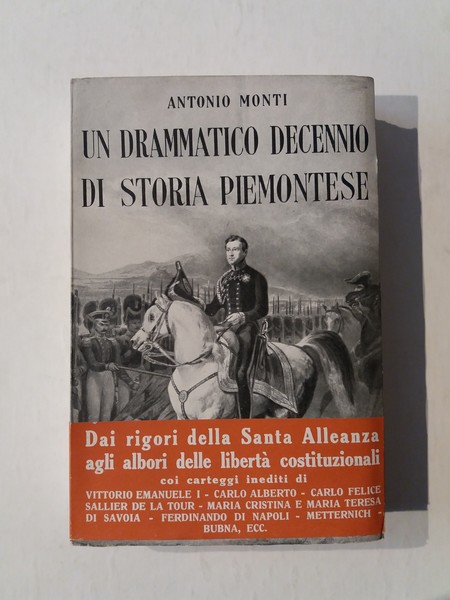 ANTONIO MONTI
UN DRAMMATICO DECENNIO
DI STORIA PIEMONTESE
Dai rigori della Santa Alleanza
agli albori delle libertà costituzionali
coi carteggi inediti di
VITTORIO EMANUELE I - CARLO ALBERTO - CARLO FELICE
SALLIER DE LA TOUR - MARIA CRISTINA E MARIA TERESA
DI SAVOIA - FERDINANDO DI NAPOLI - METTERNICH -
BUBNA, ECC.